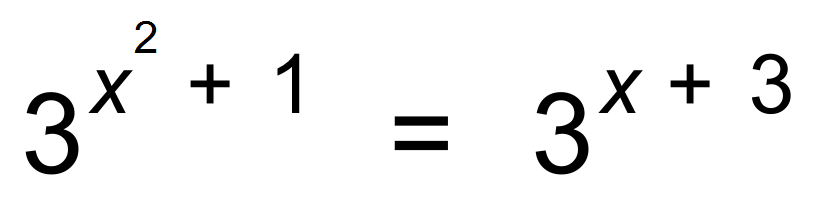 3^{x^{2} + 1} = 3^{x + 3}